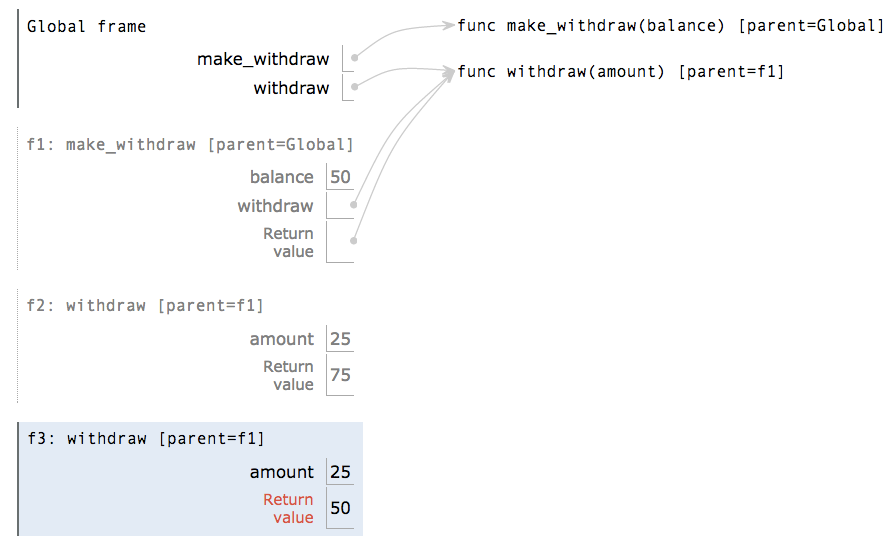 Global frame
make_withdraw
withdraw
func make_withdraw(balance) [parent=Global]
func withdraw(amount) [parent=f1]
f1: make_withdraw [parent=Global]
balance 50
withdraw
Return
value
f2: withdraw [parent=f1]
amount 25
Return
value 75
f3: withdraw [parent=f1]
amount 25
Return
value 50